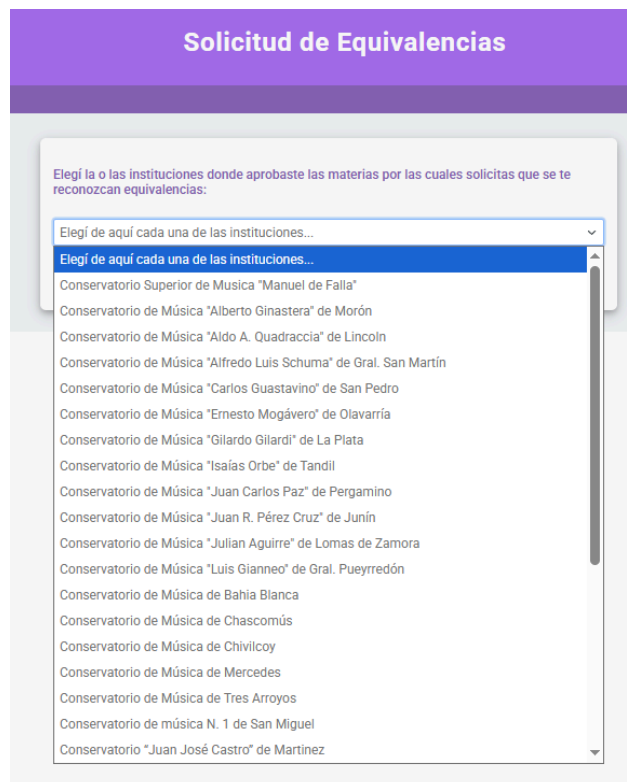 Solicitud de Equivalencias
Elegí la o las instituciones donde aprobaste las materias por las cuales solicitas que se te
reconozcan equivalencias:
Elegí de aquí cada una de las instituciones...
Elegí de aquí cada una de las instituciones...
Conservatorio Superior de Musica "Manuel de Falla"
Conservatorio de Música "Alberto Ginastera" de Morón
Conservatorio de Música "Aldo A. Quadraccia" de Lincoln
Conservatorio de Música "Alfredo Luis Schuma" de Gral. San Martín
Conservatorio de Música "Carlos Guastavino" de San Pedro
Conservatorio de Música "Ernesto Mogávero" de Olavarría
Conservatorio de Música "Gilardo Gilardi" de La Plata
Conservatorio de Música "Isaías Orbe" de Tandil
Conservatorio de Música "Juan Carlos Paz" de Pergamino
Conservatorio de Música "Juan R. Pérez Cruz" de Junín
Conservatorio de Música "Julian Aguirre" de Lomas de Zamora
Conservatorio de Música "Luis Gianneo" de Gral. Pueyrredón
Conservatorio de Música de Bahia Blanca
Conservatorio de Música de Chascomús
Conservatorio de Música de Chivilcoy
Conservatorio de Música de Mercedes
Conservatorio de Música de Tres Arroyos
Conservatorio de música N. 1 de San Miguel
Conservatorio “Juan José Castro” de Martinez